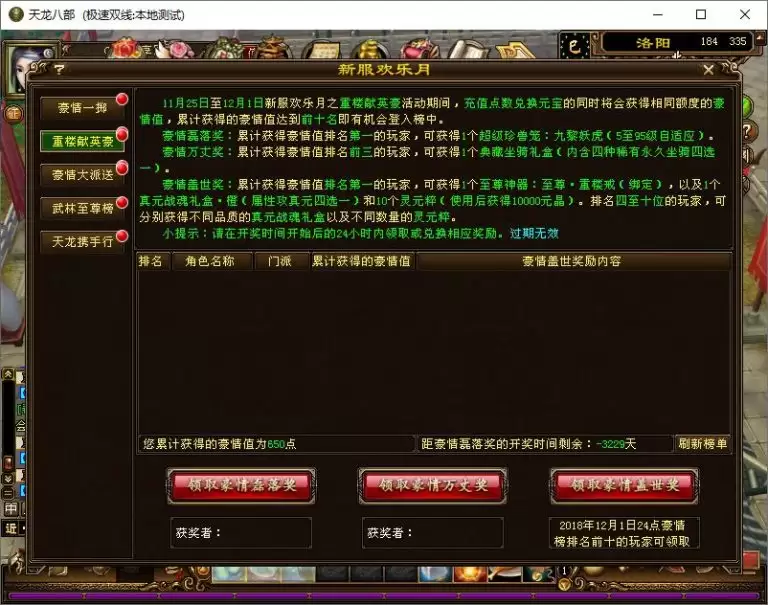 天龙八部 (极速双线:本地测试)
洛阳 184 335
? 新服欢乐月
豪情一掷
重楼献英豪
豪情大派送
武林至尊榜
天龙携手行
11月25日至12月1日新服欢乐月之重楼献英豪活动期间，充值点数兑换元宝的同时将会获得相同额度的豪
情值，累计获得的豪情值达到前十名即有机会登入榜中。
豪情磊落奖：累计获得豪情值排名第一的玩家，可获得1个超级珍兽笼：九黎妖虎（5至95级自适应）。
豪情万丈奖：累计获得豪情值排名前三的玩家，可获得1个典藏坐骑礼盒（内含四种稀有永久坐骑四选
一）。
豪情盖世奖：累计获得豪情值排名第一的玩家，可获得1个至尊神器：至尊·重楼戒（绑定），以及1个
真元战魂礼盒·橙（属性攻真元四选一）和10个灵元粹（使用后获得10000元晶）。排名四至十位的玩家，可
分别获得不同品质的真元战魂礼盒以及不同数量的灵元粹。
小提示：请在开奖时间开始后的24小时内领取或兑换相应奖励。过期无效
排名 角色名称 门派 累计获得的豪情值 豪情盖世奖励内容
您累计获得的豪情值为650点 距豪情磊落奖的开奖时间剩余：-3229天 刷新榜单
领取豪情磊落奖 领取豪情万丈奖 领取豪情盖世奖
获奖者： 获奖者： 2018年12月1日24点豪情
榜排名前十的玩家可领取